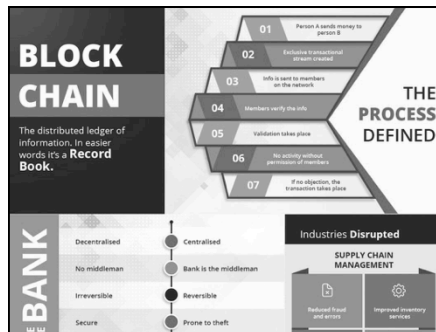 BLOCK
CHAIN
The distributed ledger of
information. In easier
words it's a Record
Book.
01 Person A sends money to
person B
02 Exclusive transactional
stream created
03 Info is sent to members
on the network
04 Members verify the info
05 Validation takes place
06 No activity without
permission of members
07 If no objection, the
transaction takes place
THE
PROCESS
DEFINED
BANK
Decentralised Centralised
No middleman Bank is the middleman
Irreversible Reversible
Secure Prone to theft
Industries Disrupted
SUPPLY CHAIN
MANAGEMENT
Reduced fraud
and errors
Improved inventory
services